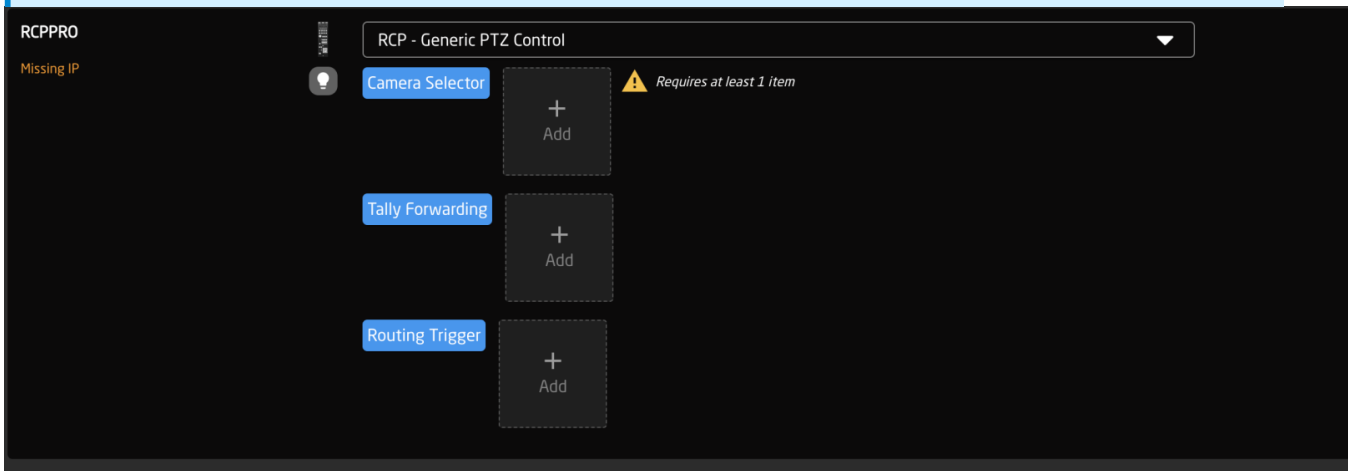 RCPPRO
RCP - Generic PTZ Control
Missing IP
Camera Selector
Requires at least 1 item
+
Add
Tally Forwarding
+
Add
Routing Trigger
+
Add